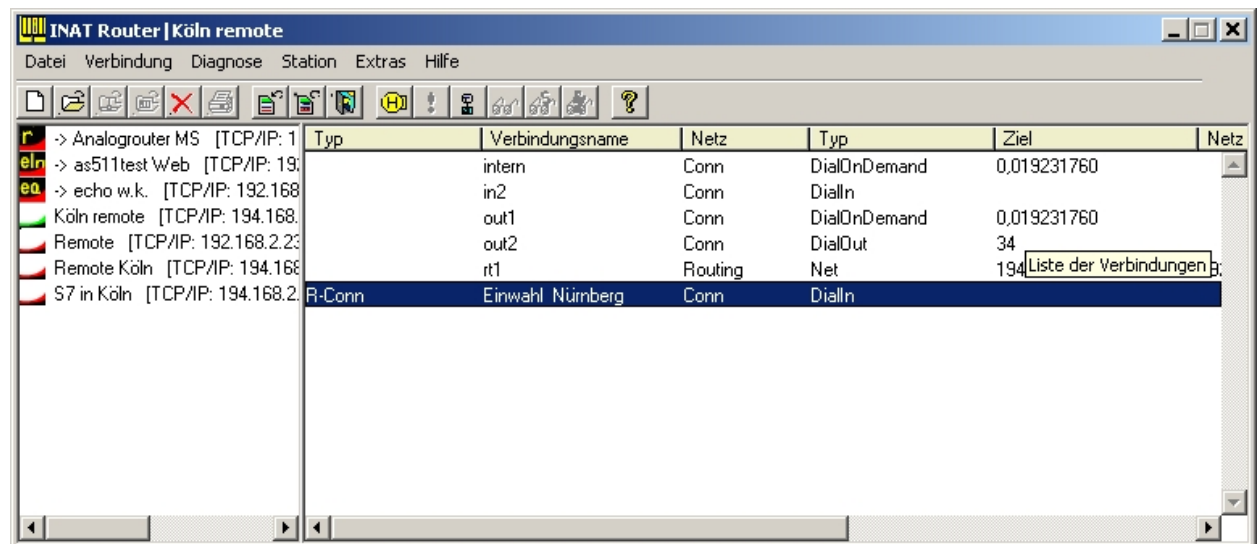 INAT Router|Köln remote
Datei Verbindung Diagnose Station Extras Hilfe
-> Analogrouter MS [TCP/IP: 1
-> as511test Web [TCP/IP: 19
-> echo w.k. [TCP/IP: 192.168
Köln remote [TCP/IP: 194.168.
Remote [TCP/IP: 192.168.2.23
Remote Köln [TCP/IP: 194.168
S7 in Köln [TCP/IP: 194.168.2.
Typ Verbindungsname Netz Typ Ziel Netz
intern Conn DialOnDemand 0,019231760
in2 Conn DialIn
out1 Conn DialOnDemand 0,019231760
out2 Conn DialOut 34
rt1 Routing Net 194
Liste der Verbindungen
R-Conn Einwahl Nürnberg Conn DialIn